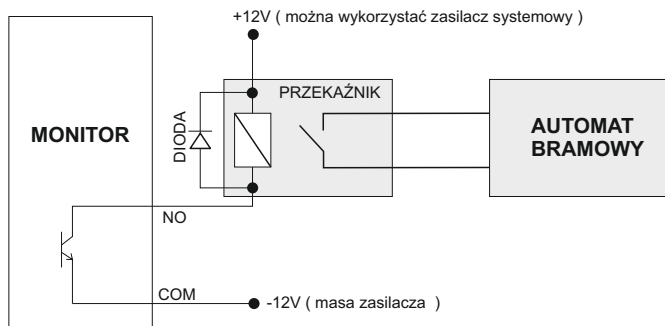 +12V ( można wykorzystać zasilacz systemowy )
PRZEKAŹNIK
DIODA
MONITOR
AUTOMAT
BRAMOWY
NO
COM
-12V ( masa zasilacza )